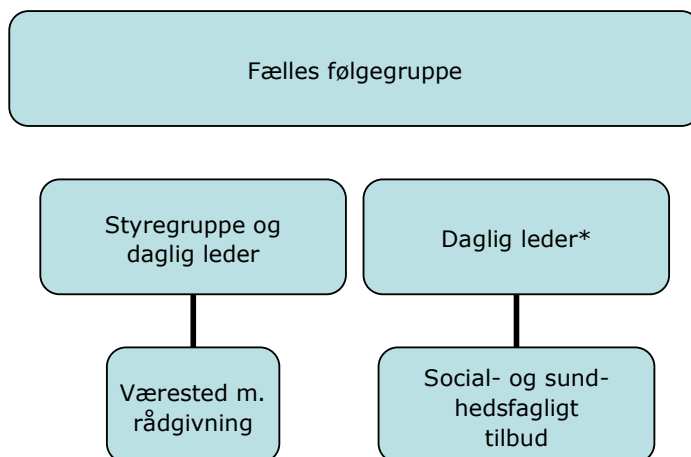 Fælles følgegruppe
Styregruppe og
daglig leder
Daglig leder*
Værested m.
rådgivning
Social- og sund-
hedsfagligt
tilbud